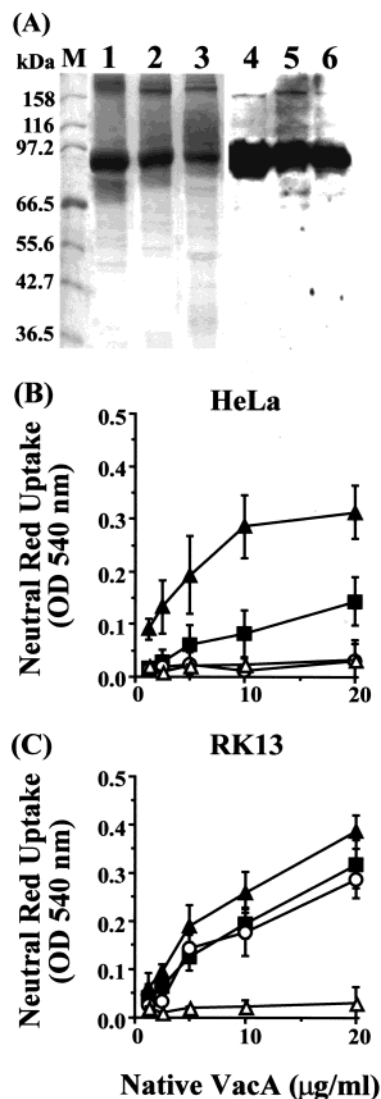 (A)
kDa M 1 2 3 4 5 6
158
116
97.2
66.5
55.6
42.7
36.5
(B) HeLa
Neutral Red Uptake
(OD 540 nm)
0.5
0.4
0.3
0.2
0.1
0.0
0 10 20
(C) RK13
Neutral Red Uptake
(OD 540 nm)
0.5
0.4
0.3
0.2
0.1
0.0
0 10 20
Native VacA (µg/ml)